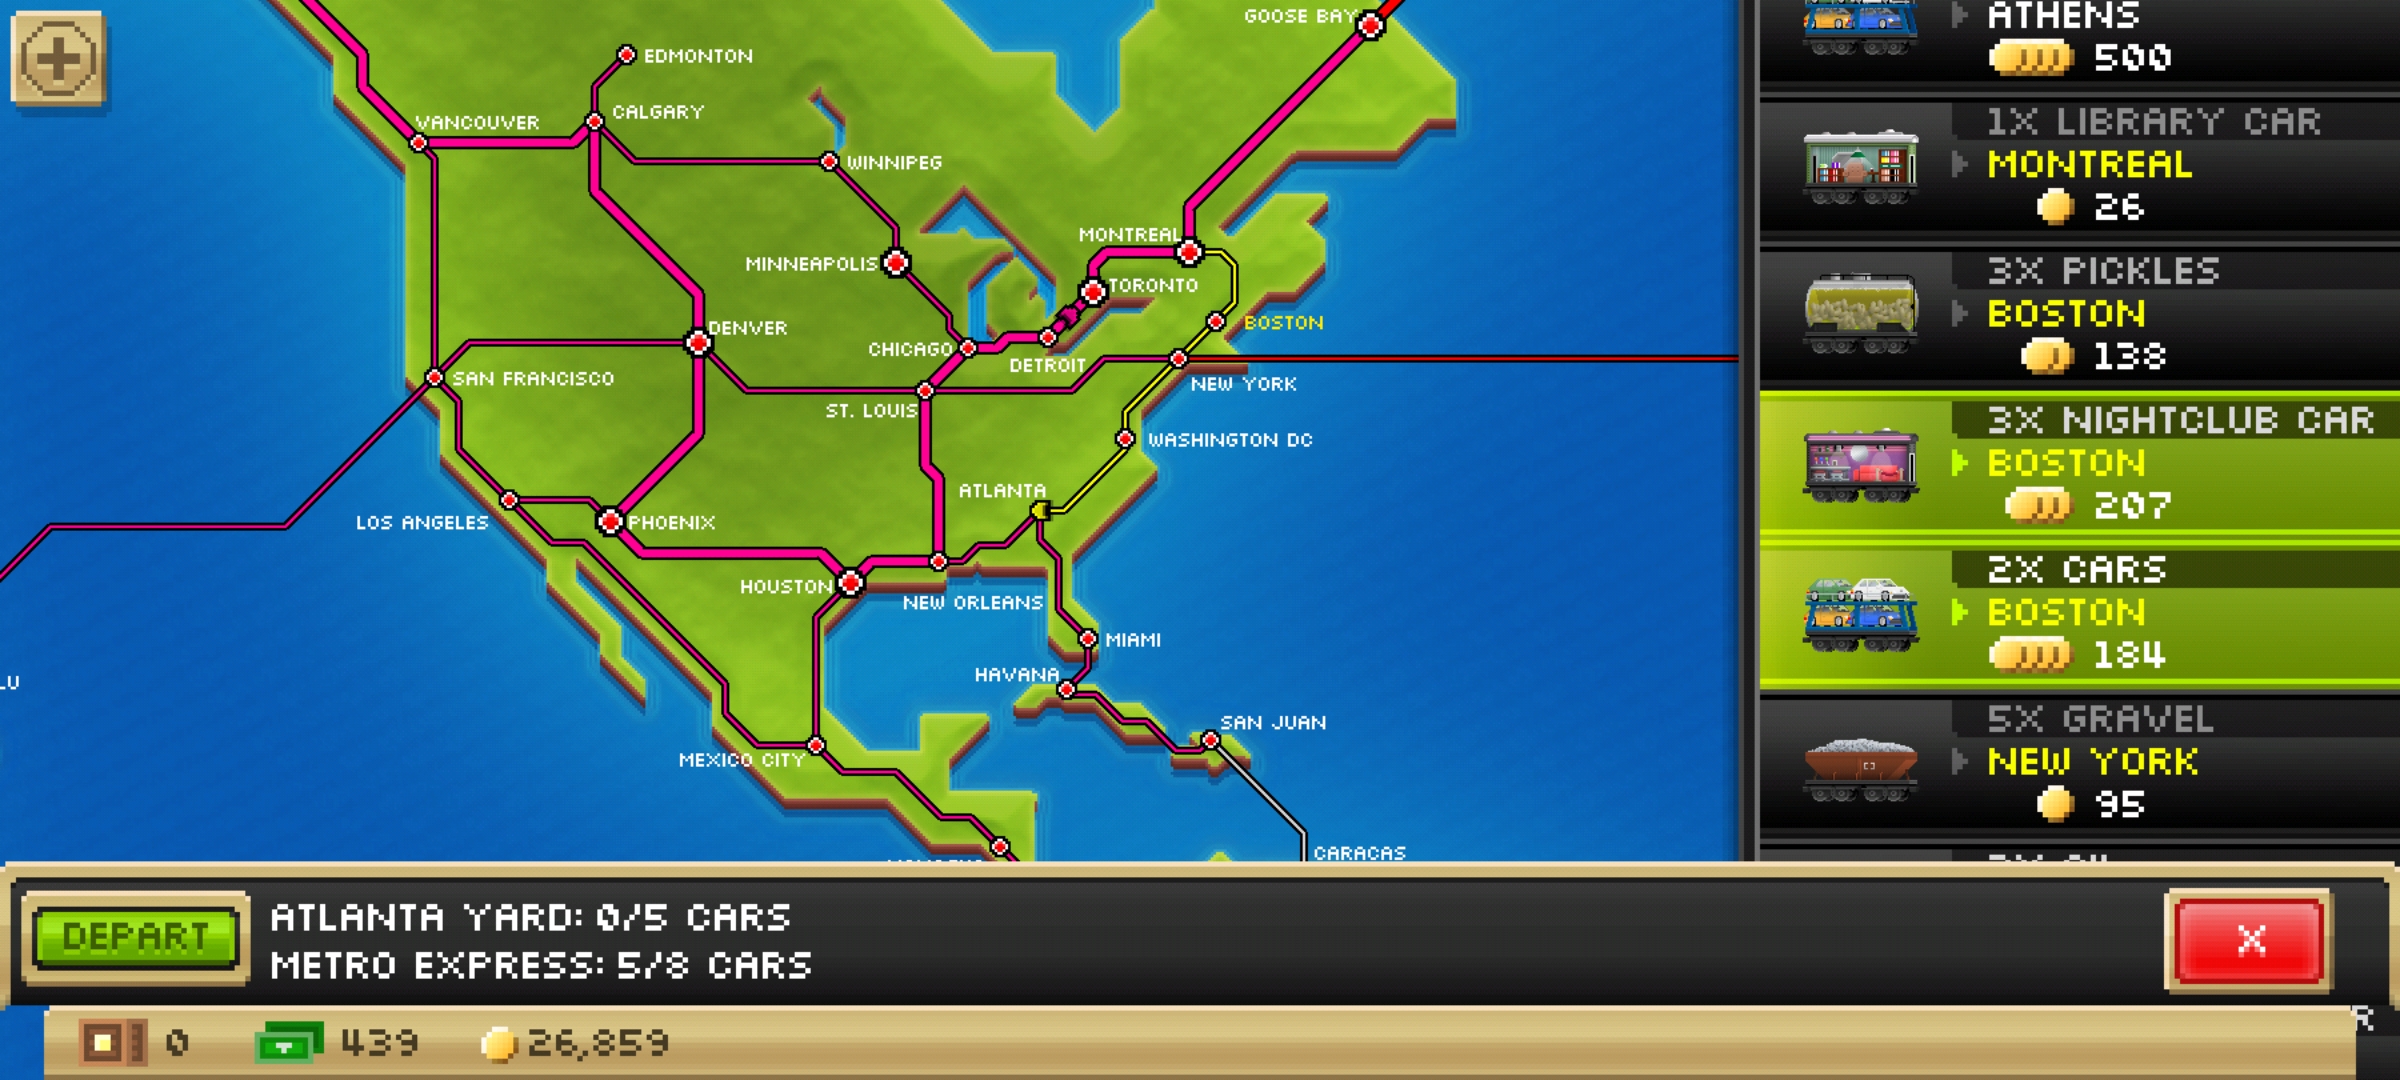 GOOSE BAY
EDMONTON
CALGARY
VANCOUVER
WINNIPEG
MONTREAL
MINNEAPOLIS
TORONTO
DENVER
BOSTON
CHICAGO
DETROIT
SAN FRANCISCO
NEW YORK
ST. LOUIS
WASHINGTON DC
ATLANTA
LOS ANGELES
PHOENIX
HOUSTON
NEW ORLEANS
MIAMI
HAVANA
LU
SAN JUAN
MEXICO CITY
CARACAS
ATHENS
500
1X LIBRARY CAR
MONTREAL
26
3X PICKLES
BOSTON
138
3X NIGHTCLUB CAR
BOSTON
207
2X CARS
BOSTON
184
5X GRAVEL
NEW YORK
95
DEPART
ATLANTA YARD: 0/5 CARS
METRO EXPRESS: 5/8 CARS
X
0
439
26,859
R